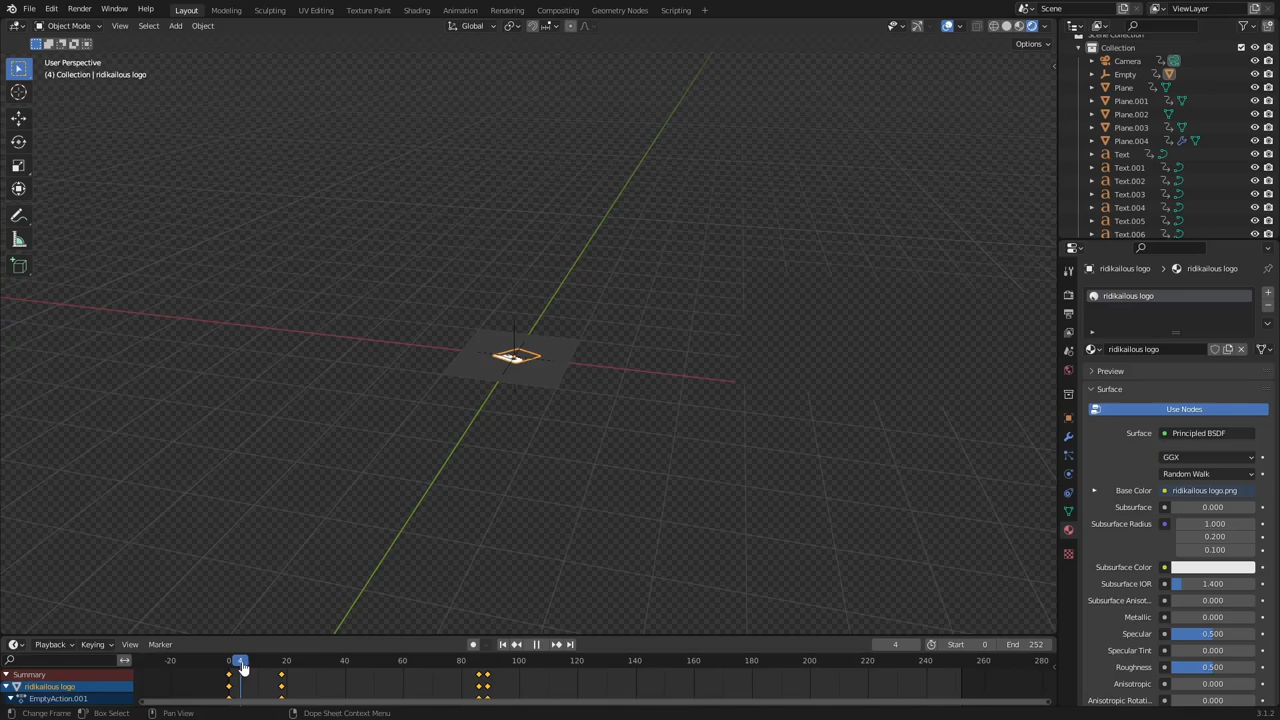 File Edit Render Window Help Layout Modeling Sculpting UV Editing Texture Paint Shading Animation Rendering Compositing Geometry Nodes Scripting Scene ViewLayer
Object Mode View Select Add Object Global
Options
User Perspective
(4) Collection | ridikailous logo
Scene Collection
Collection
Camera
Empty
Plane
Plane.001
Plane.002
Plane.003
Plane.004
Text
Text.001
Text.002
Text.003
Text.004
Text.005
Text.006
ridikailous logo ridikailous logo
ridikailous logo
ridikailous logo
Preview
Surface
Use Nodes
Surface Principled BSDF
GGX
Random Walk
Base Color ridikailous logo.png
Subsurface 0.000
Subsurface Radius 1.000
0.200
0.100
Subsurface Color
Subsurface IOR 1.400
Subsurface Anisot... 0.000
Metallic 0.000
Specular 0.500
Specular Tint 0.000
Roughness 0.500
Anisotropic 0.000
Anisotropic Rotati... 0.000
Playback Keying View Marker 4 Start 0 End 252
-20 0 4 20 40 60 80 100 120 140 160 180 200 220 240 260 280
Summary
ridikailous logo
EmptyAction.001
Change Frame Box Select Pan View Dope Sheet Context Menu 3.1.2